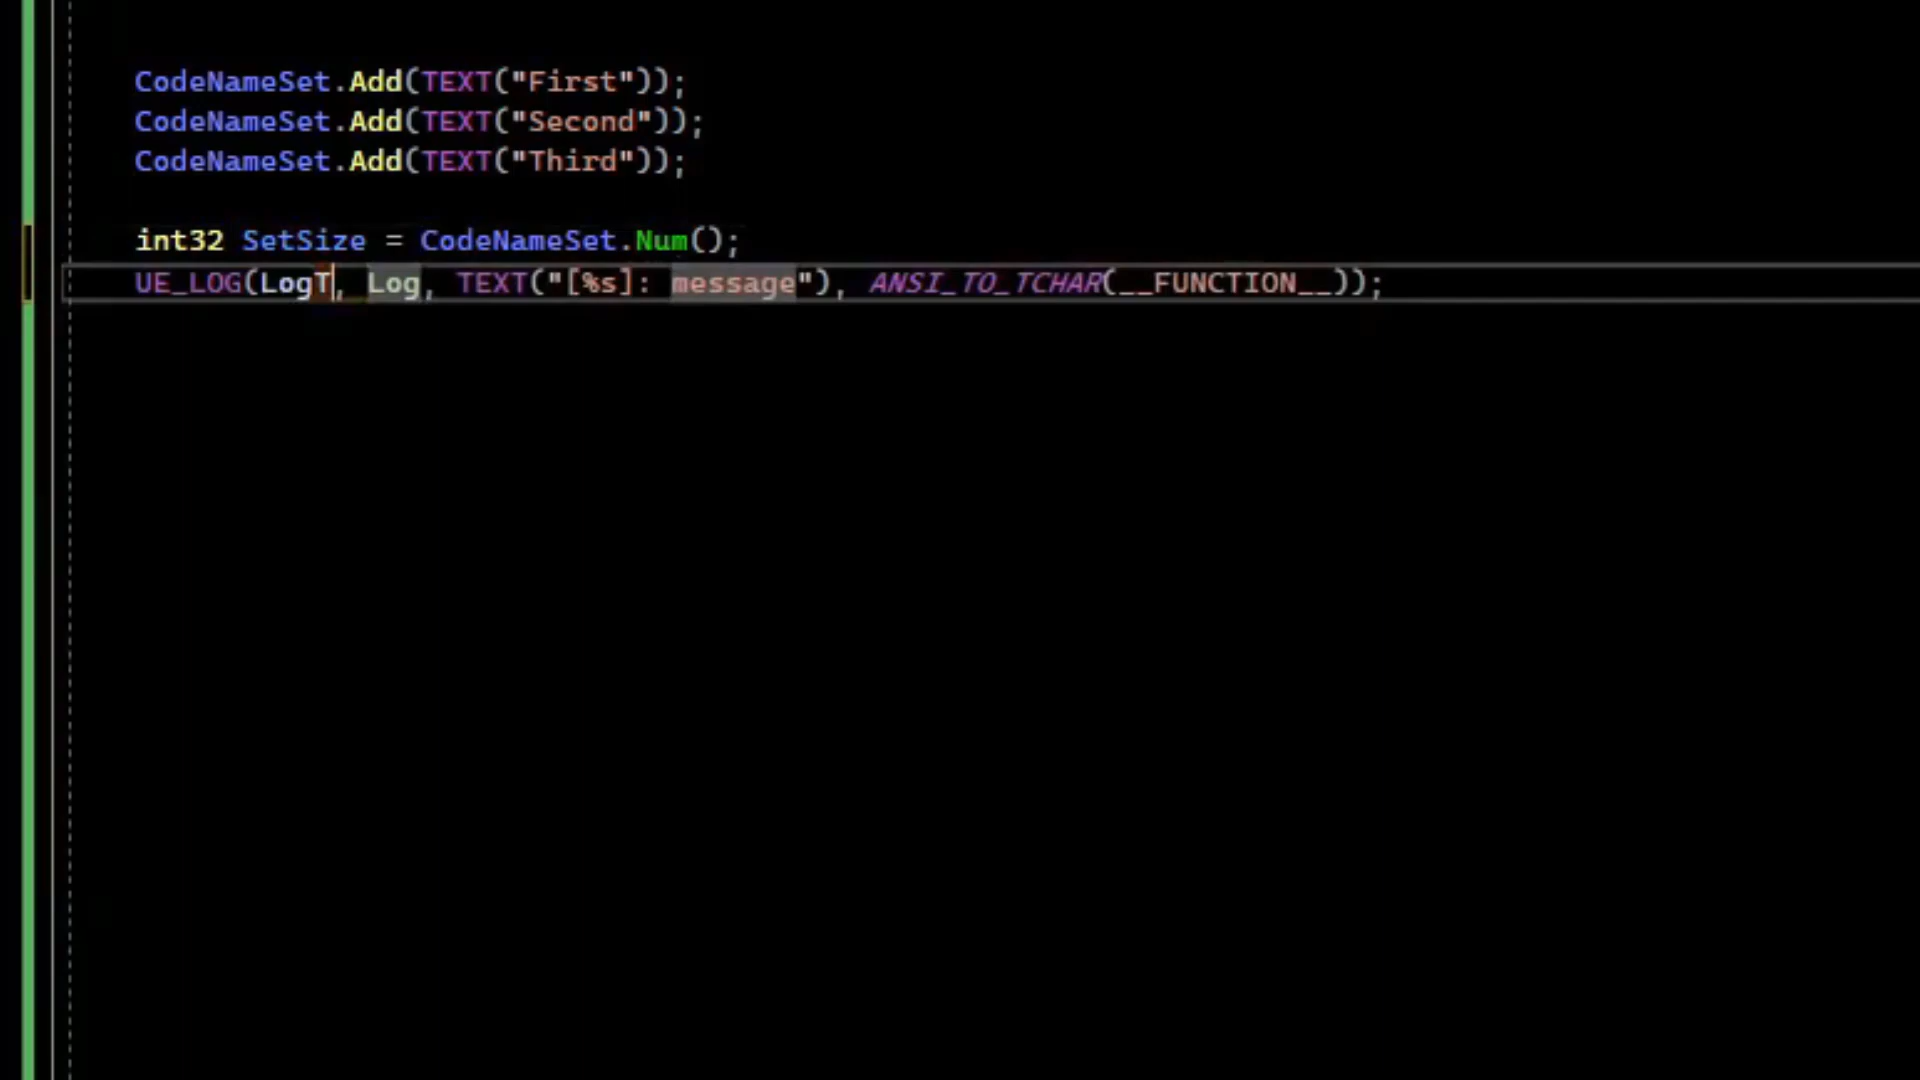 CodeNameSet.Add(TEXT("First"));
CodeNameSet.Add(TEXT("Second"));
CodeNameSet.Add(TEXT("Third"));
int32 SetSize = CodeNameSet.Num();
UE_LOG(LogT, Log, TEXT("[%s]: message"), ANSI_TO_TCHAR(__FUNCTION__));